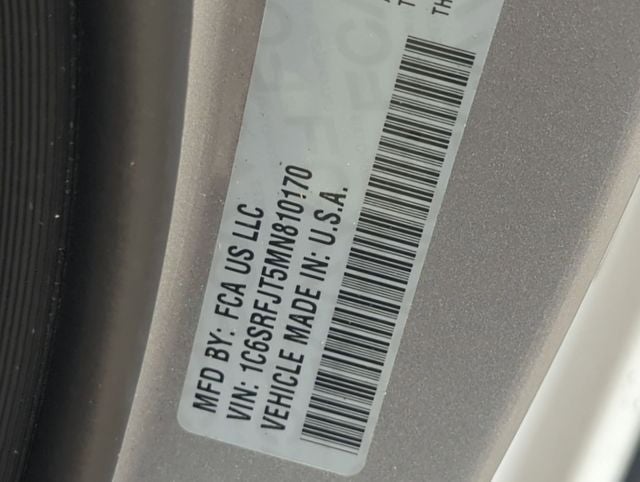 MFD BY: FCA US LLC
VIN: 1C6SRFJT5MN810170
VEHICLE MADE IN: U.S.A.